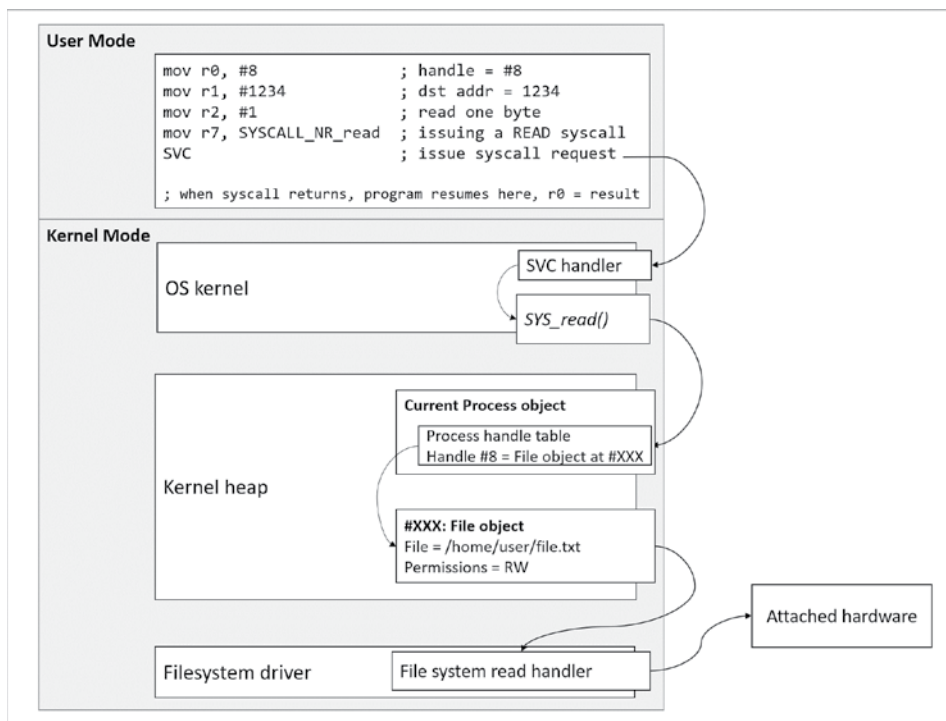 User Mode
mov r0, #8 ; handle = #8
mov r1, #1234 ; dst addr = 1234
mov r2, #1 ; read one byte
mov r7, SYSCALL_NR_read ; issuing a READ syscall
SVC ; issue syscall request
; when syscall returns, program resumes here, r0 = result
Kernel Mode
OS kernel
SVC handler
SYS_read()
Kernel heap
Current Process object
Process handle table
Handle #8 = File object at #XXX
#XXX: File object
File = /home/user/file.txt
Permissions = RW
Filesystem driver
File system read handler
Attached hardware